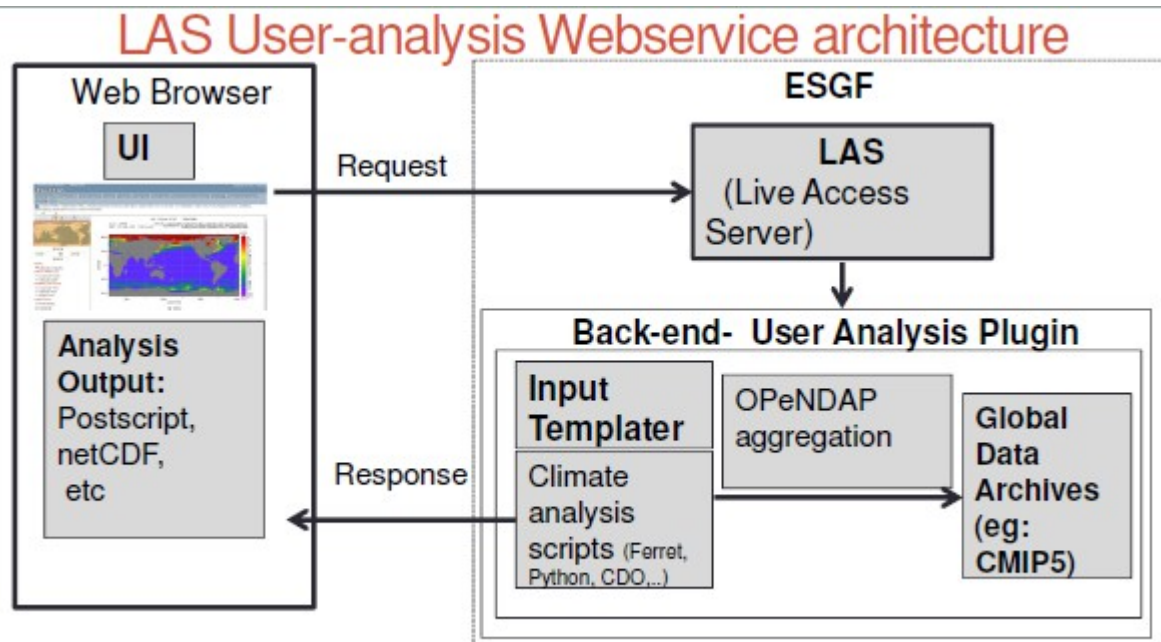 LAS User-analysis Webservice architecture
Web Browser
UI
Analysis
Output:
Postscript,
netCDF,
etc
Request
Response
ESGF
LAS
(Live Access
Server)
Back-end- User Analysis Plugin
Input
Templater
Climate
analysis
scripts (Ferret,
Python, CDO,..)
OPeNDAP
aggregation
Global
Data
Archives
(eg:
CMIP5)